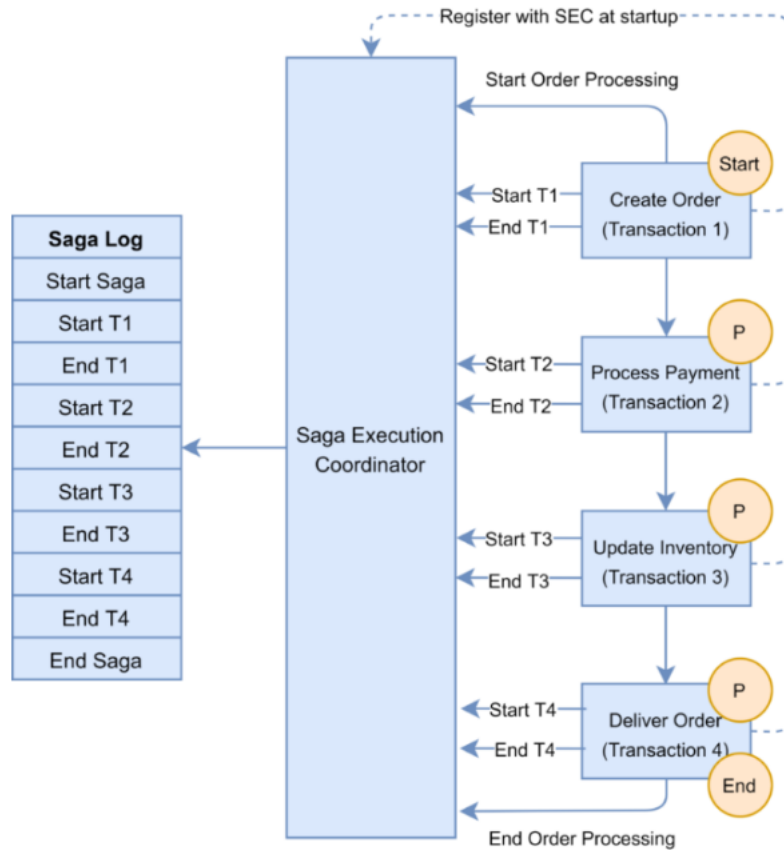 Register with SEC at startup
Start Order Processing
Start
Start T1
Create Order
End T1
(Transaction 1)
Saga Log
Start Saga
Start T1
End T1
Start T2
End T2
Start T3
End T3
Start T4
End T4
End Saga
Saga Execution
Coordinator
P
Start T2
Process Payment
End T2
(Transaction 2)
P
Start T3
Update Inventory
End T3
(Transaction 3)
P
Start T4
Deliver Order
End T4
(Transaction 4)
End
End Order Processing